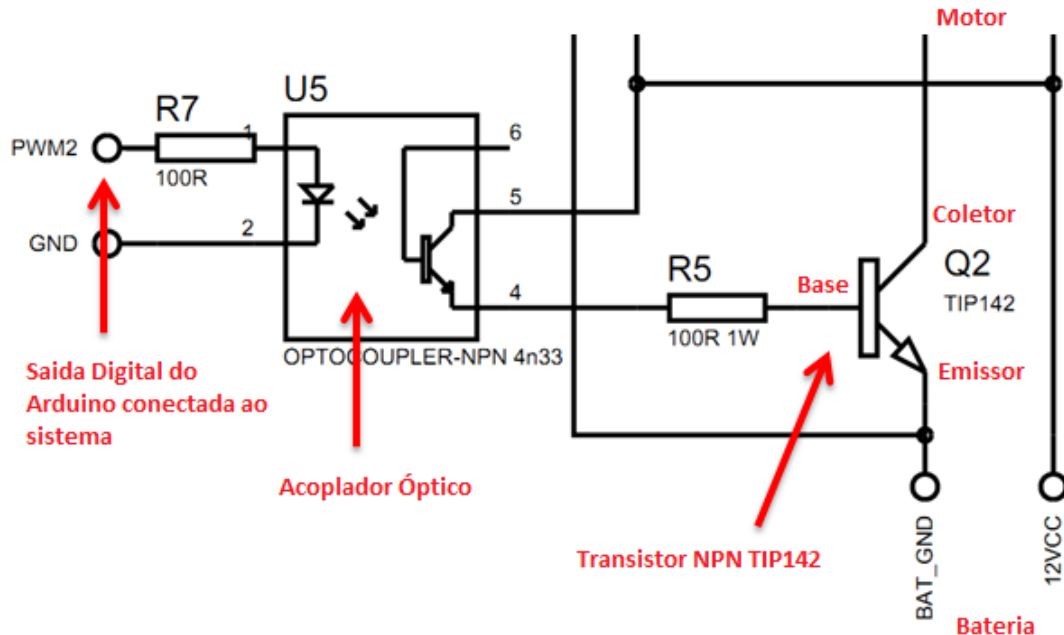 Motor
U5
R7
1
6
PWM2
100R
5
2
GND
Coletor
R5
Q2
Base
TIP142
4
100R 1W
OPTOCOUPLER-NPN 4n33
Emissor
Saida Digital do
Arduino conectada ao
sistema
Acoplador Óptico
Transistor NPN TIP142
BAT_GND
12VCC
Bateria